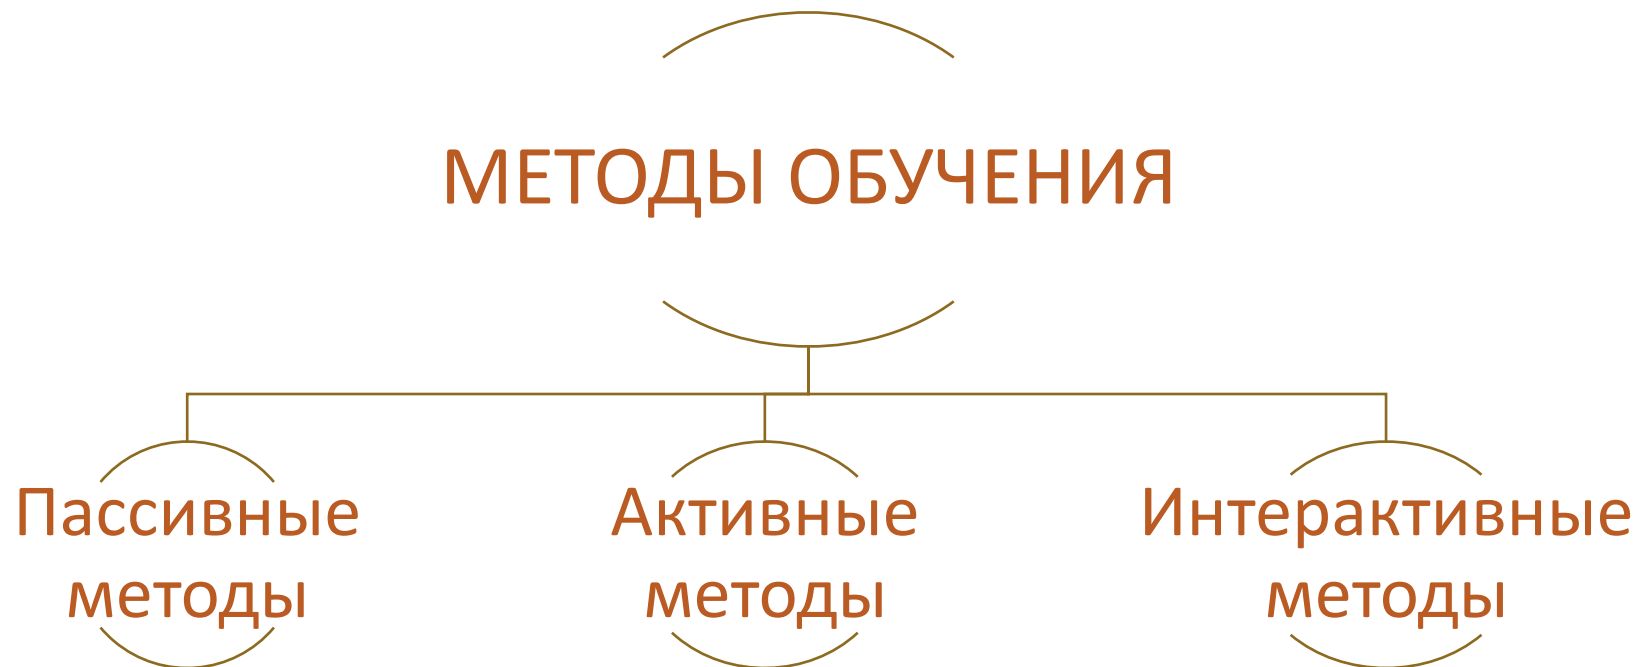 МЕТОДЫ ОБУЧЕНИЯ
Пассивные
методы
Активные
методы
Интерактивные
методы